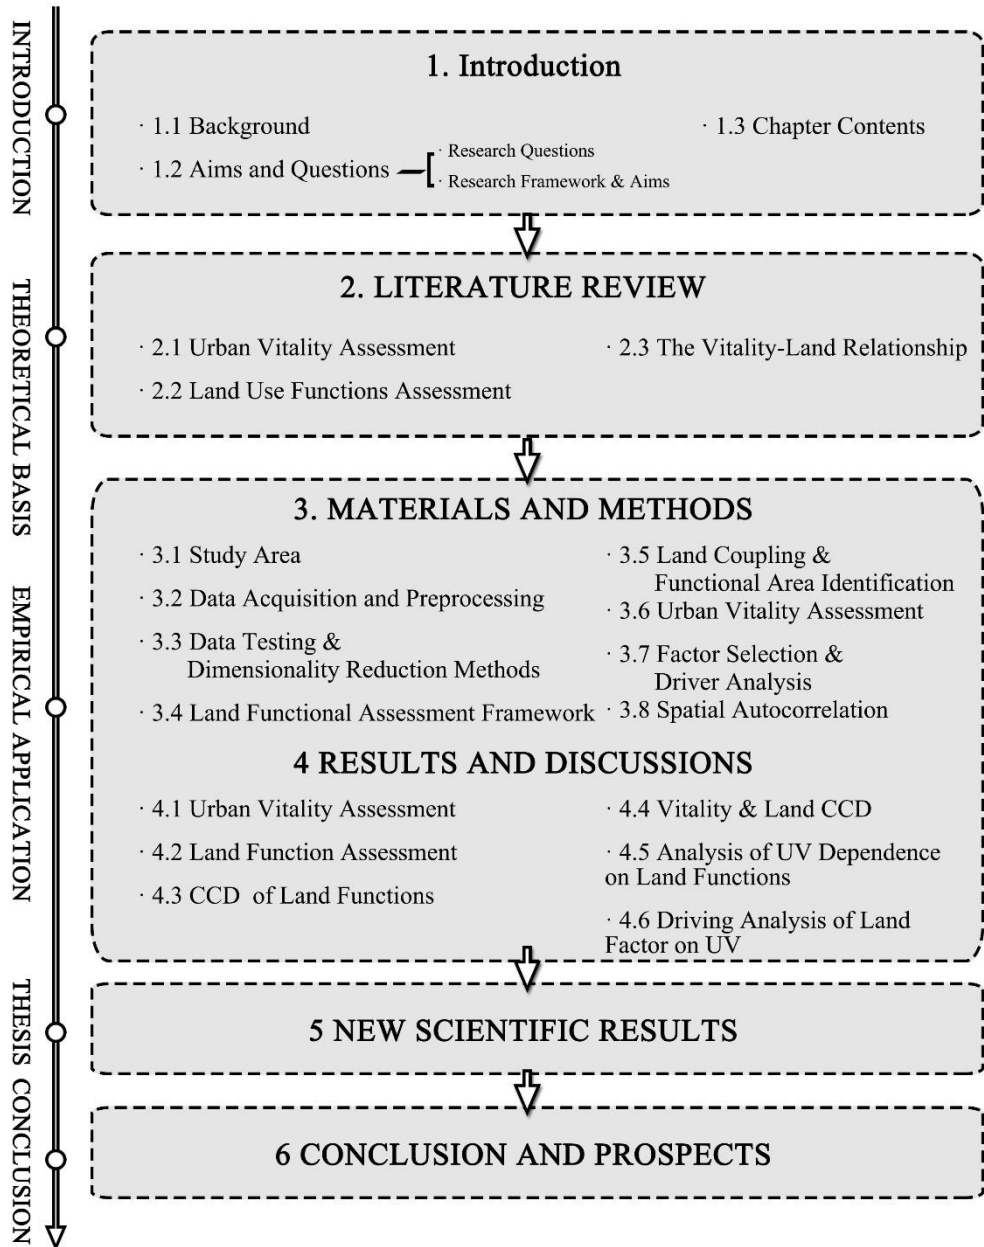 INTRODUCTION
1. Introduction
· 1.1 Background
· 1.2 Aims and Questions
· Research Questions
· Research Framework & Aims
· 1.3 Chapter Contents
THEORETICAL BASIS
2. LITERATURE REVIEW
· 2.1 Urban Vitality Assessment
· 2.2 Land Use Functions Assessment
· 2.3 The Vitality-Land Relationship
EMPIRICAL APPLICATION
3. MATERIALS AND METHODS
· 3.1 Study Area
· 3.2 Data Acquisition and Preprocessing
· 3.3 Data Testing &
Dimensionality Reduction Methods
· 3.4 Land Functional Assessment Framework
· 3.5 Land Coupling &
Functional Area Identification
· 3.6 Urban Vitality Assessment
· 3.7 Factor Selection &
Driver Analysis
· 3.8 Spatial Autocorrelation
4 RESULTS AND DISCUSSIONS
· 4.1 Urban Vitality Assessment
· 4.2 Land Function Assessment
· 4.3 CCD of Land Functions
· 4.4 Vitality & Land CCD
· 4.5 Analysis of UV Dependence
on Land Functions
· 4.6 Driving Analysis of Land
Factor on UV
THESIS CONCLUSION
5 NEW SCIENTIFIC RESULTS
6 CONCLUSION AND PROSPECTS